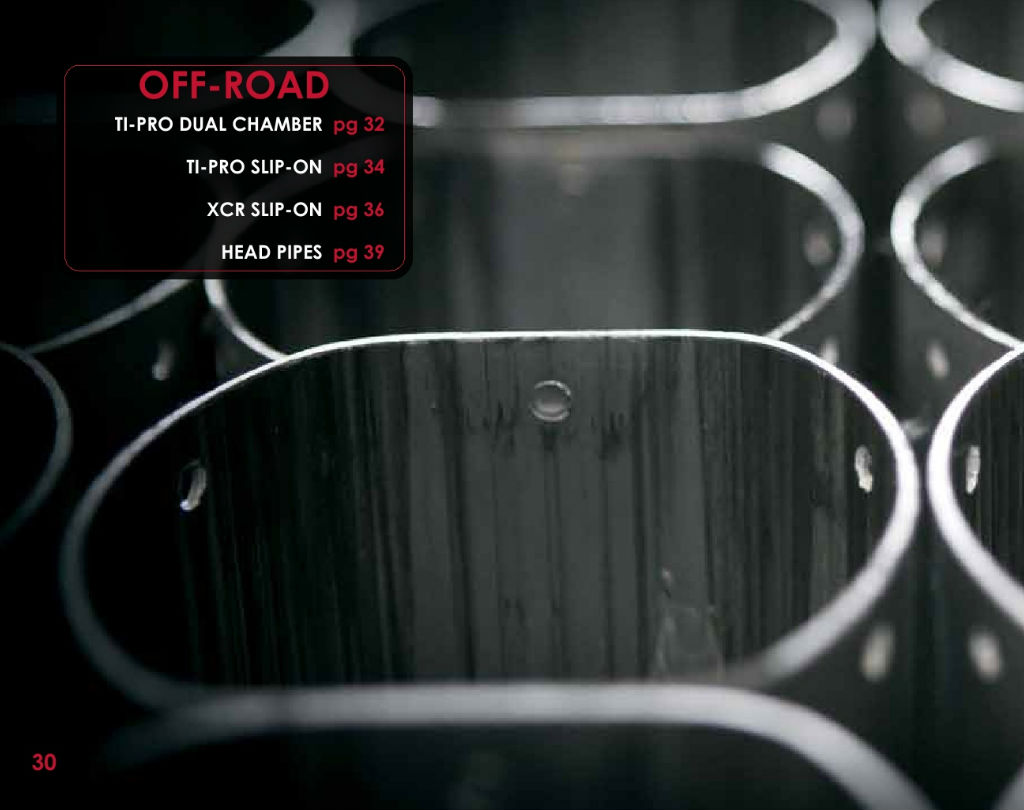 OFF-ROAD
TI-PRO DUAL CHAMBER pg 32
TI-PRO SLIP-ON pg 34
XCR SLIP-ON pg 36
HEAD PIPES pg 39
30